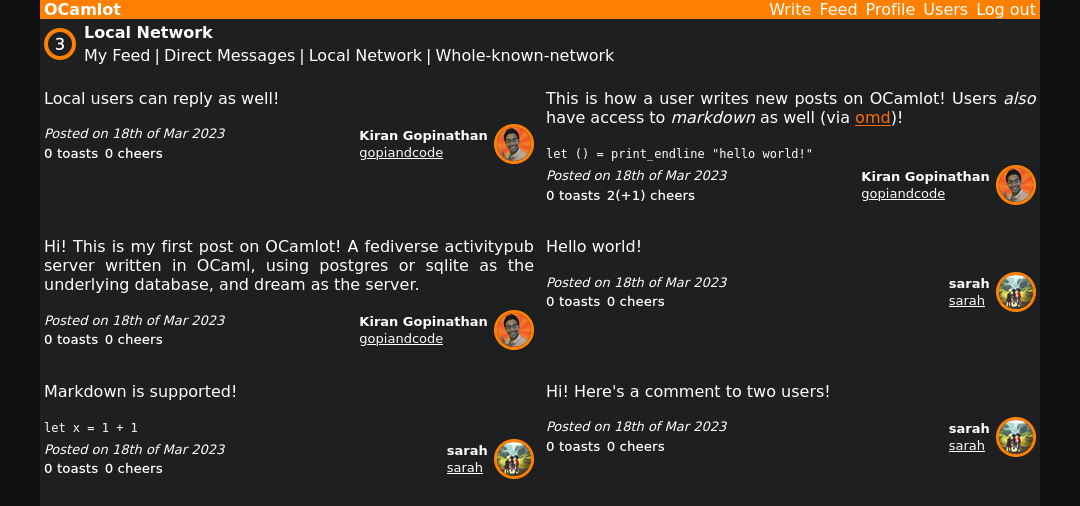 OCamlot
Write Feed Profile Users Log out
3
Local Network
My Feed | Direct Messages | Local Network | Whole-known-network
Local users can reply as well!
Posted on 18th of Mar 2023
0 toasts 0 cheers
Kiran Gopinathan
gopiandcode
This is how a user writes new posts on OCamlot! Users also
have access to markdown as well (via omd)!
let () = print_endline "hello world!"
Posted on 18th of Mar 2023
0 toasts 2(+1) cheers
Kiran Gopinathan
gopiandcode
Hi! This is my first post on OCamlot! A fediverse activitypub
server written in OCaml, using postgres or sqlite as the
underlying database, and dream as the server.
Posted on 18th of Mar 2023
0 toasts 0 cheers
Kiran Gopinathan
gopiandcode
Hello world!
Posted on 18th of Mar 2023
0 toasts 0 cheers
sarah
sarah
Markdown is supported!
let x = 1 + 1
Posted on 18th of Mar 2023
0 toasts 0 cheers
sarah
sarah
Hi! Here's a comment to two users!
Posted on 18th of Mar 2023
0 toasts 0 cheers
sarah
sarah